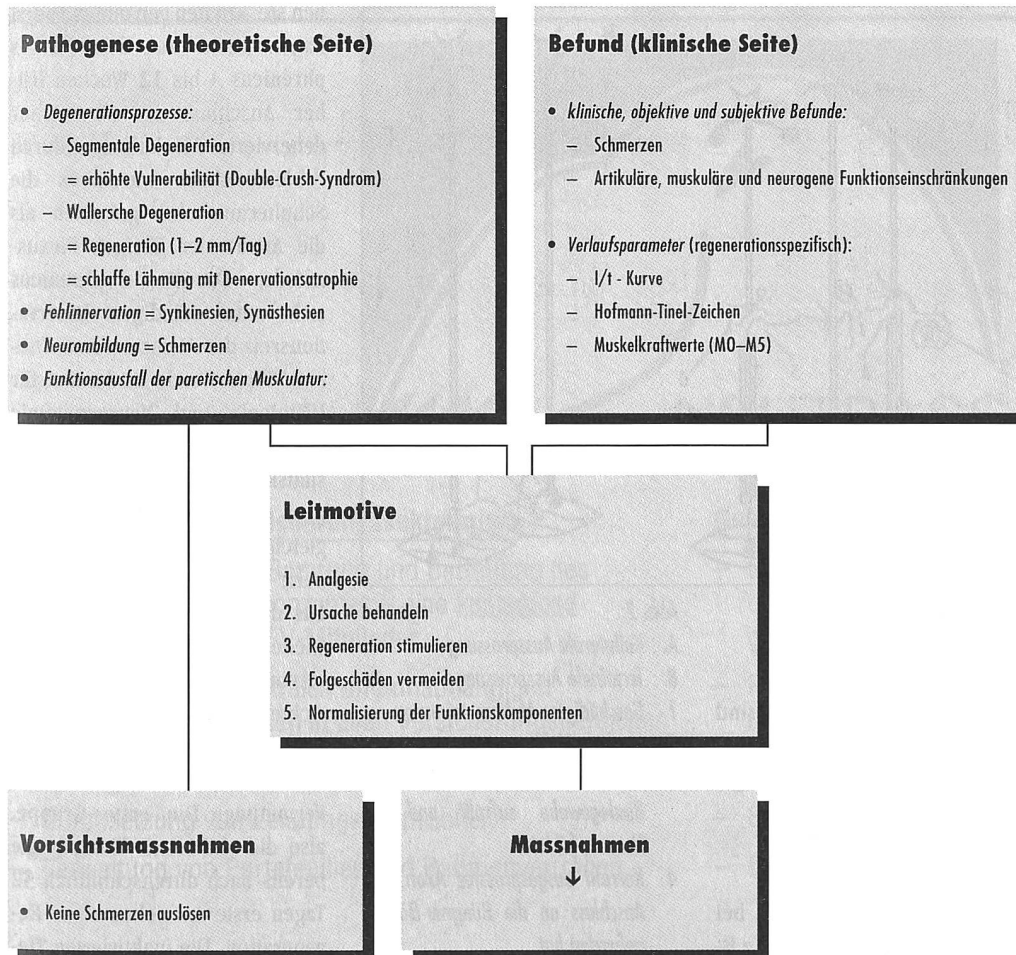 Pathogenese (theoretische Seite)
• Degenerationsprozesse:
– Segmentale Degeneration
= erhöhte Vulnerabilität (Double-Crush-Syndrom)
– Wallersche Degeneration
= Regeneration (1–2 mm/Tag)
= schlaffe Lähmung mit Denervationsatrophie
• Fehlinnervation = Synkinesien, Synästhesien
• Neurombildung = Schmerzen
• Funktionsausfall der paretischen Muskulatur:
Befund (klinische Seite)
• klinische, objektive und subjektive Befunde:
– Schmerzen
– Artikuläre, muskuläre und neurogene Funktionseinschränkungen
• Verlaufsparameter (regenerationsspezifisch):
– I/t - Kurve
– Hofmann-Tinel-Zeichen
– Muskelkraftwerte (M0–M5)
Leitmotive
1. Analgesie
2. Ursache behandeln
3. Regeneration stimulieren
4. Folgeschäden vermeiden
5. Normalisierung der Funktionskomponenten
Vorsichtsmassnahmen
• Keine Schmerzen auslösen
Massnahmen
↓